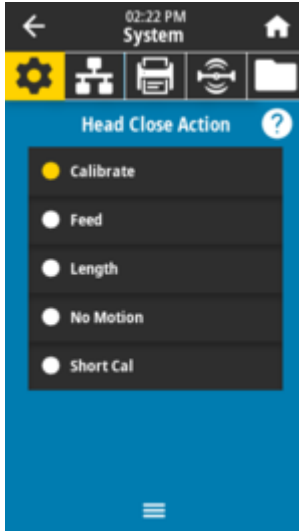 02:22 PM
System
Head Close Action
?
Calibrate
Feed
Length
No Motion
Short Cal